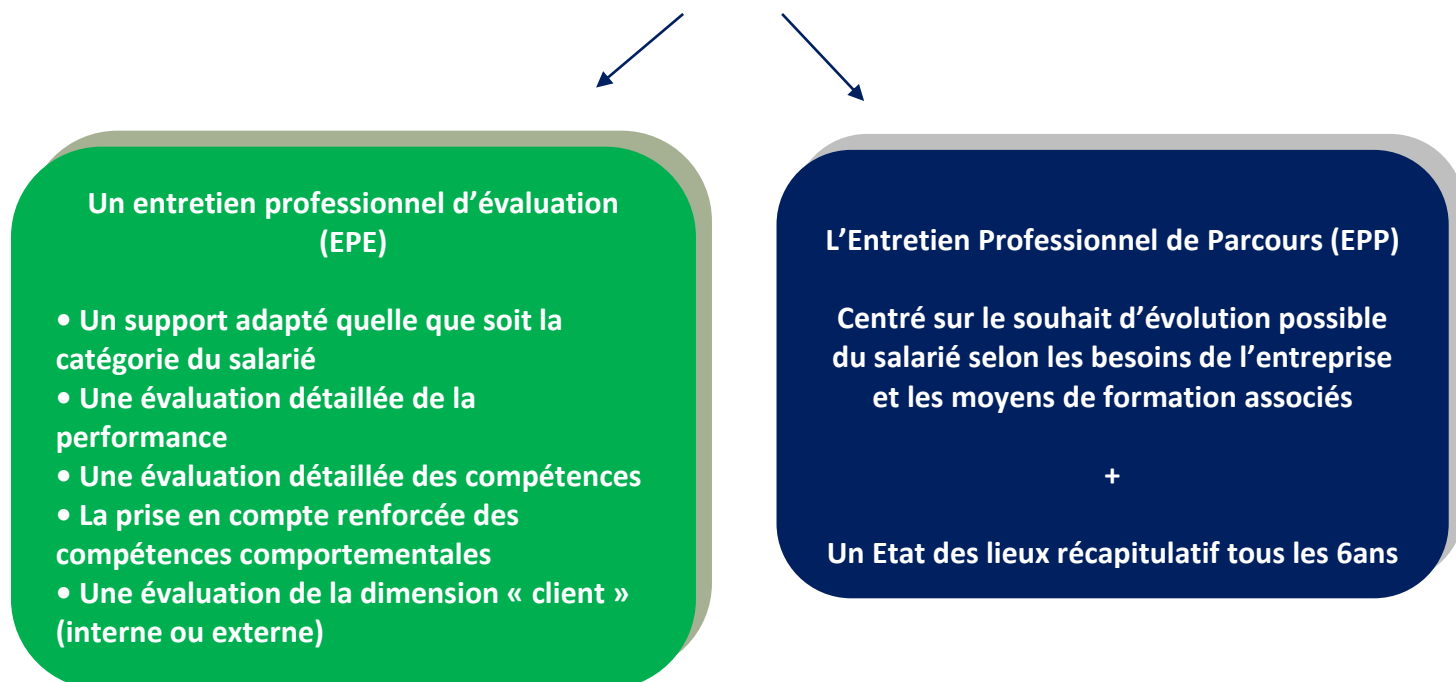 Un entretien professionnel d’évaluation
(EPE)
• Un support adapté quelle que soit la
catégorie du salarié
• Une évaluation détaillée de la
performance
• Une évaluation détaillée des compétences
• La prise en compte renforcée des
compétences comportementales
• Une évaluation de la dimension « client »
(interne ou externe)
L’Entretien Professionnel de Parcours (EPP)
Centré sur le souhait d’évolution possible
du salarié selon les besoins de l’entreprise
et les moyens de formation associés
+
Un Etat des lieux récapitulatif tous les 6ans